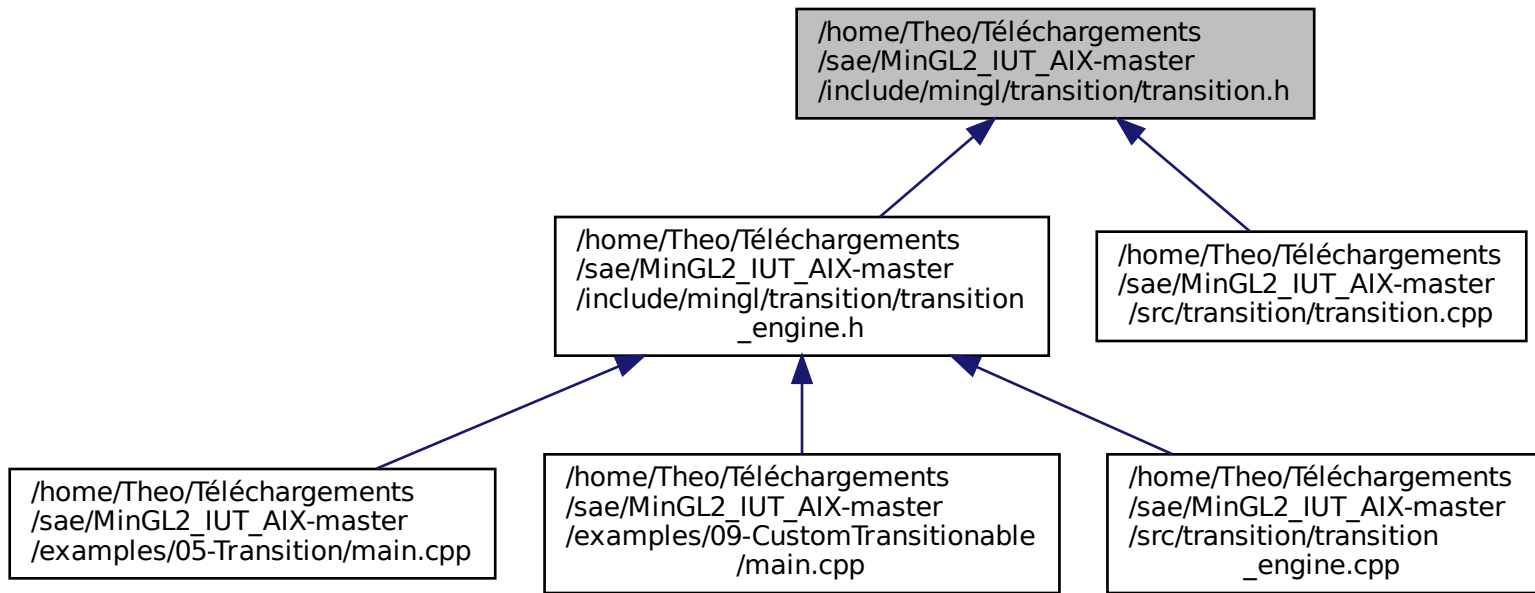 /home/Theo/Téléchargements
/sae/MinGL2_IUT_AIX-master
/include/mingl/transition/transition.h
/home/Theo/Téléchargements
/sae/MinGL2_IUT_AIX-master
/include/mingl/transition/transition
_engine.h
/home/Theo/Téléchargements
/sae/MinGL2_IUT_AIX-master
/src/transition/transition.cpp
/home/Theo/Téléchargements
/sae/MinGL2_IUT_AIX-master
/examples/05-Transition/main.cpp
/home/Theo/Téléchargements
/sae/MinGL2_IUT_AIX-master
/examples/09-CustomTransitionable
/main.cpp
/home/Theo/Téléchargements
/sae/MinGL2_IUT_AIX-master
/src/transition/transition
_engine.cpp